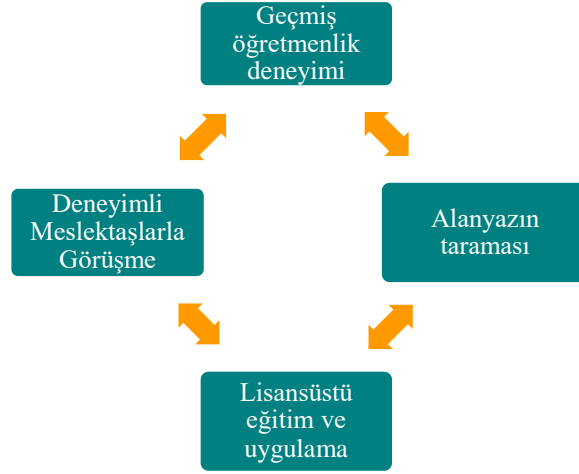 Geçmiş
öğretmenlik
deneyimi
Deneyimli
Meslektaşlarla
Görüşme
Alanyazın
taraması
Lisansüstü
eğitim ve
uygulama